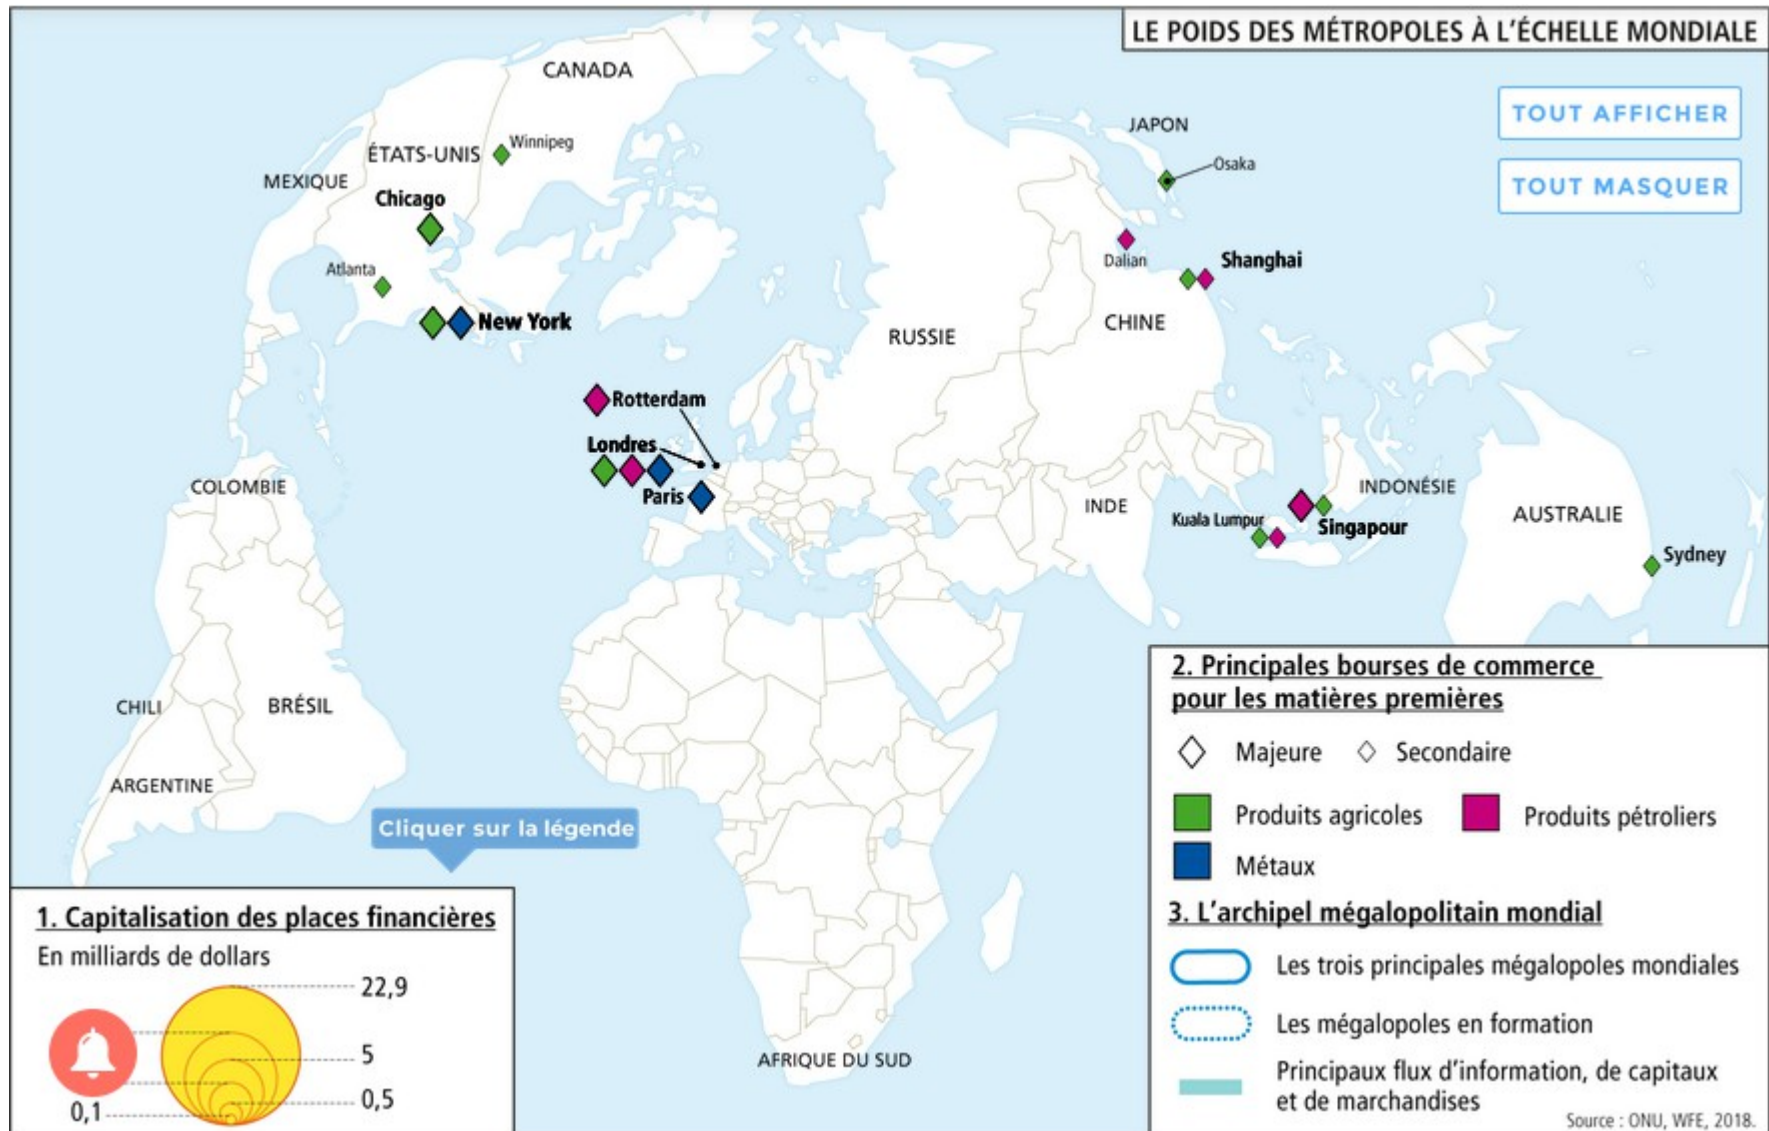 LE POIDS DES MÉTROPOLES À L'ÉCHELLE MONDIALE
TOUT AFFICHER
TOUT MASQUER
CANADA
Winnipeg
ÉTATS-UNIS
MEXIQUE
Chicago
Atlanta
New York
JAPON
Osaka
Dalian
Shanghai
CHINE
RUSSIE
Rotterdam
Londres
Paris
COLOMBIE
INDE
INDONÉSIE
Kuala Lumpur
Singapour
AUSTRALIE
Sydney
CHILI
BRÉSIL
ARGENTINE
AFRIQUE DU SUD
Cliquer sur la légende
1. Capitalisation des places financières
En milliards de dollars
22,9
5
0,5
0,1
2. Principales bourses de commerce
pour les matières premières
Majeure Secondaire
Produits agricoles Produits pétroliers
Métaux
3. L'archipel mégalopolitain mondial
Les trois principales mégalopoles mondiales
Les mégalopoles en formation
Principaux flux d'information, de capitaux
et de marchandises
Source : ONU, WFE, 2018.